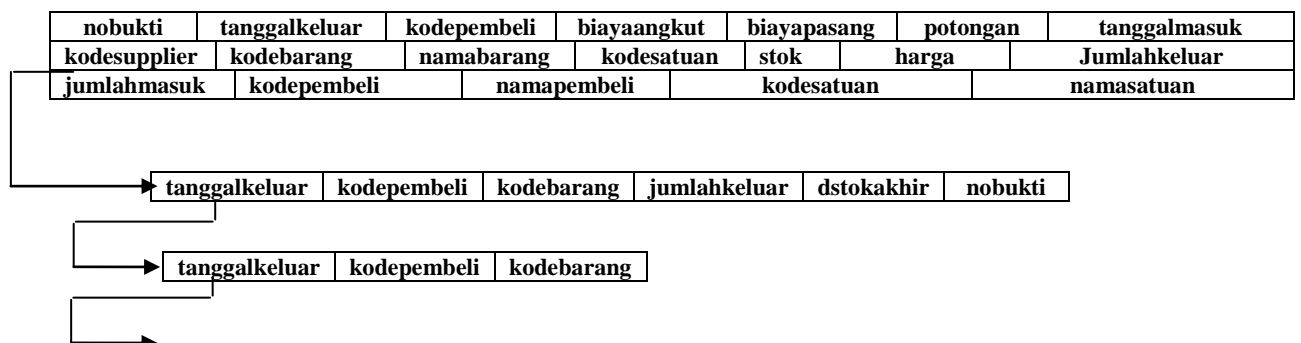 nobukti tanggalkeluar kodepembeli biayaangkut biayapasang potongan tanggalmasuk
kodesupplier kodebarang namabarang kodesatuan stok harga Jumlahkeluar
jumlahmasuk kodepembeli namapembeli kodesatuan namasatuan
tanggalkeluar kodepembeli kodebarang jumlahkeluar dstokakhir nobukti
tanggalkeluar kodepembeli kodebarang